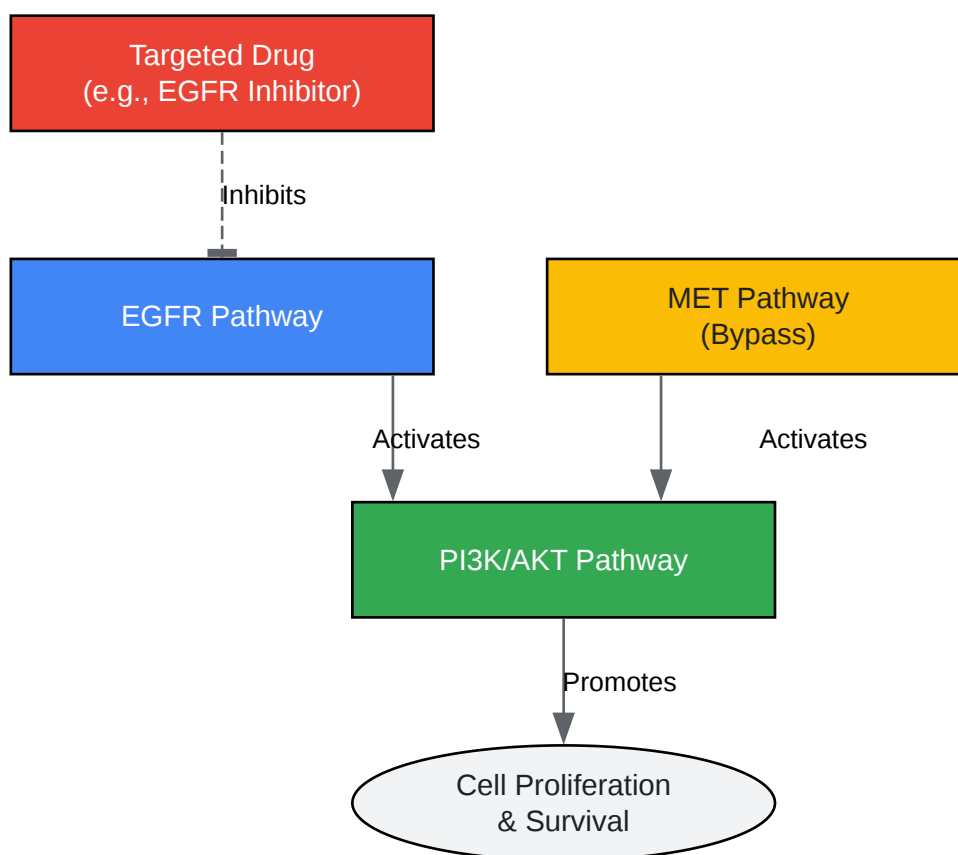 Targeted Drug
(e.g., EGFR Inhibitor)
Inhibits
EGFR Pathway
MET Pathway
(Bypass)
Activates
Activates
PI3K/AKT Pathway
Promotes
Cell Proliferation
& Survival